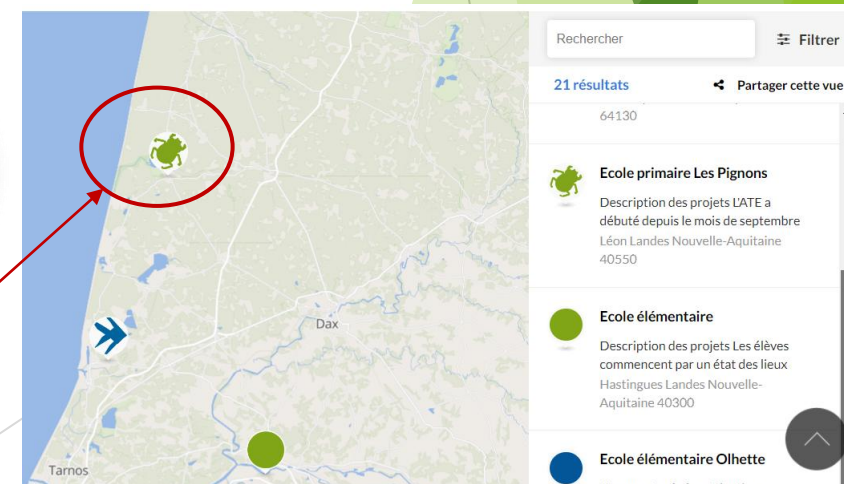 Rechercher
Filtrer
21 résultats
Partager cette vue
64130
Ecole primaire Les Pignons
Description des projets L'ATE a
débuté depuis le mois de septembre
Léon Landes Nouvelle-Aquitaine
40550
Ecole élémentaire
Description des projets Les élèves
commencent par un état des lieux
Hastingues Landes Nouvelle-
Aquitaine 40300
Ecole élémentaire Olhette
Dax
Tarnos